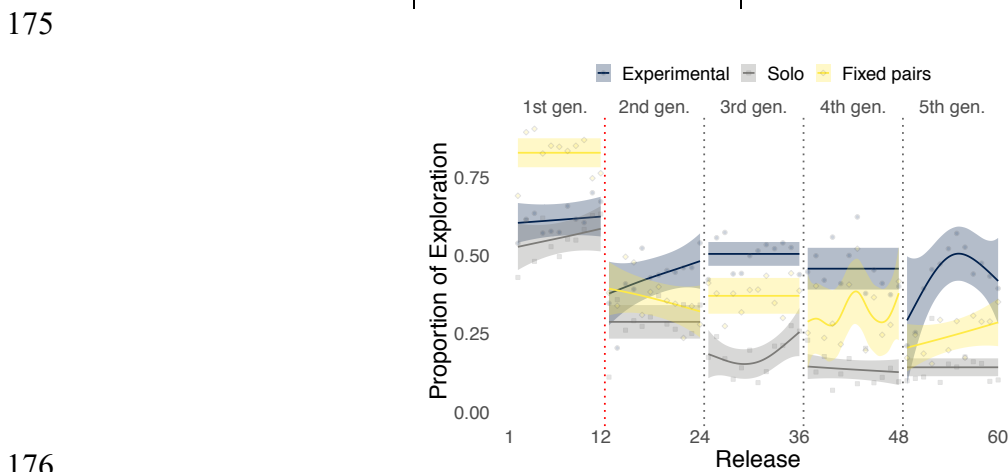 175
Experimental Solo Fixed pairs
1st gen. 2nd gen. 3rd gen. 4th gen. 5th gen.
Proportion of Exploration
0.75
0.50
0.25
0.00
1 12 24 36 48 60
Release
176